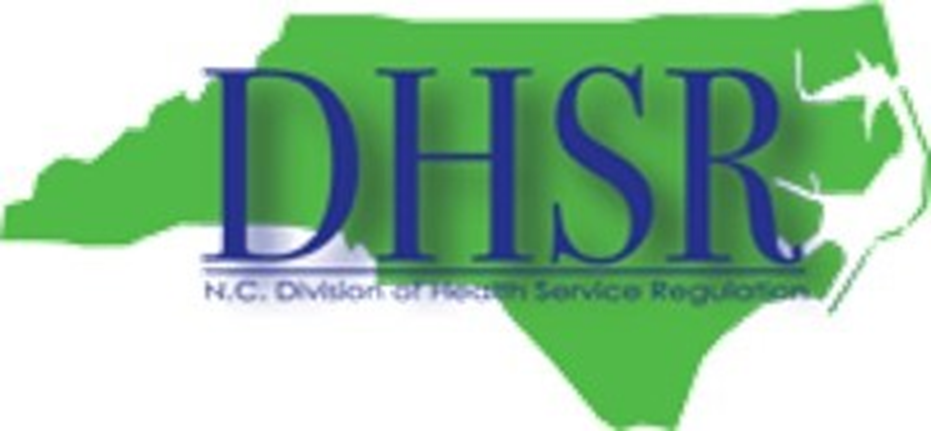 DHSR
N.C. Division of Health Service Regulation